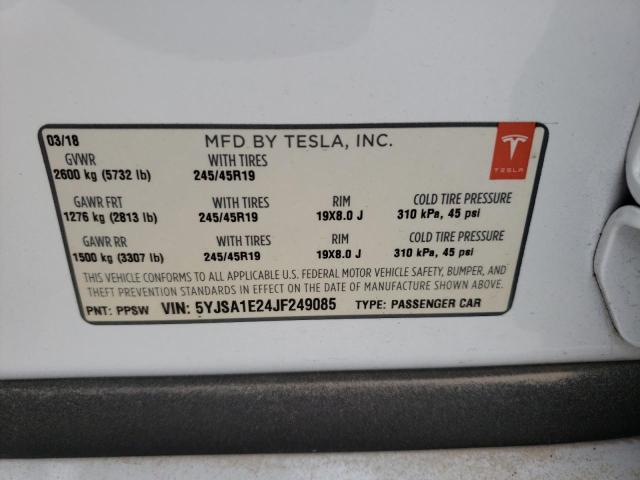 03/18 MFD BY TESLA, INC.
TESLA
GVWR WITH TIRES
2600 kg (5732 lb) 245/45R19
GAWR FRT WITH TIRES RIM COLD TIRE PRESSURE
1276 kg (2813 lb) 245/45R19 19X8.0 J 310 kPa, 45 psi
GAWR RR WITH TIRES RIM COLD TIRE PRESSURE
1500 kg (3307 lb) 245/45R19 19X8.0 J 310 kPa, 45 psi
THIS VEHICLE CONFORMS TO ALL APPLICABLE U.S. FEDERAL MOTOR VEHICLE SAFETY, BUMPER, AND
THEFT PREVENTION STANDARDS IN EFFECT ON THE DATE OF MANUFACTURE SHOWN ABOVE.
PNT: PPSW VIN: 5YJSA1E24JF249085 TYPE: PASSENGER CAR